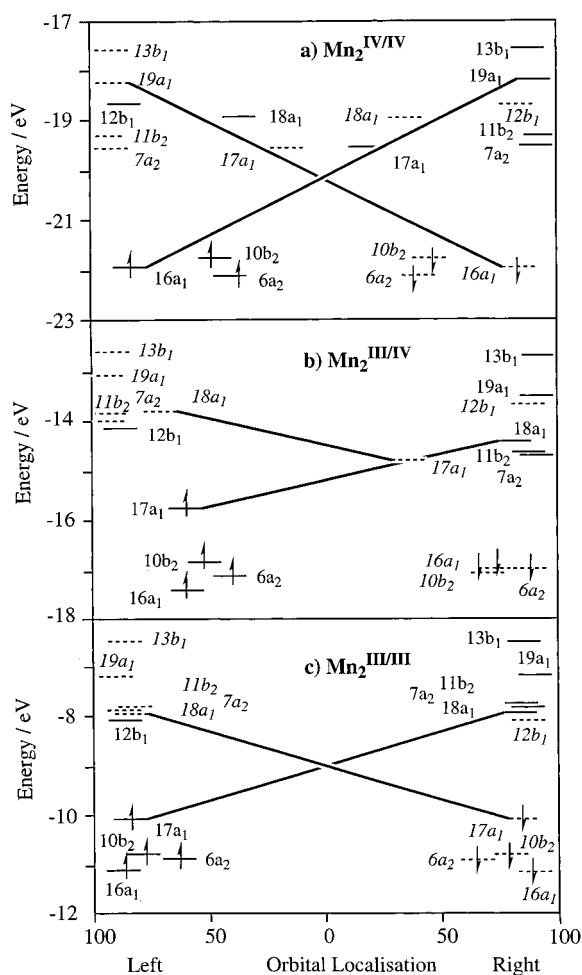 -17
13b₁
a) Mn₂ᴵⱽ/ᴵⱽ
13b₁
19a₁
19a₁
12b₁
18a₁
18a₁
12b₁
-19
11b₂
17a₁
17a₁
11b₂
7a₂
7a₂
Energy / eV
-21
16a₁
10b₂
6a₂
10b₂
6a₂
16a₁
-23
13b₁
b) Mn₂ᴵᴵᴵ/ᴵⱽ
13b₁
19a₁
19a₁
12b₁
11b₂
7a₂
18a₁
18a₁
-14
12b₁
17a₁
11b₂
7a₂
Energy / eV
17a₁
-16
10b₂
6a₂
16a₁
16a₁
10b₂
6a₂
-18
13b₁
c) Mn₂ᴵᴵᴵ/ᴵᴵᴵ
13b₁
19a₁
19a₁
11b₂
7a₂
18a₁
7a₂
11b₂
18a₁
-8
12b₁
12b₁
Energy / eV
-10
17a₁
17a₁
10b₂
6a₂
16a₁
6a₂
10b₂
16a₁
-12
100
50
0
50
100
Left
Orbital Localisation
Right